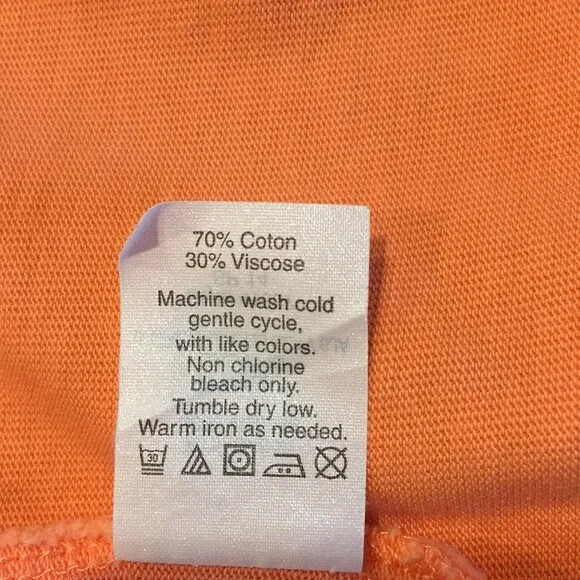 70% Coton
30% Viscose
Machine wash cold
gentle cycle,
with like colors.
Non chlorine
bleach only.
Tumble dry low.
Warm iron as needed.
30